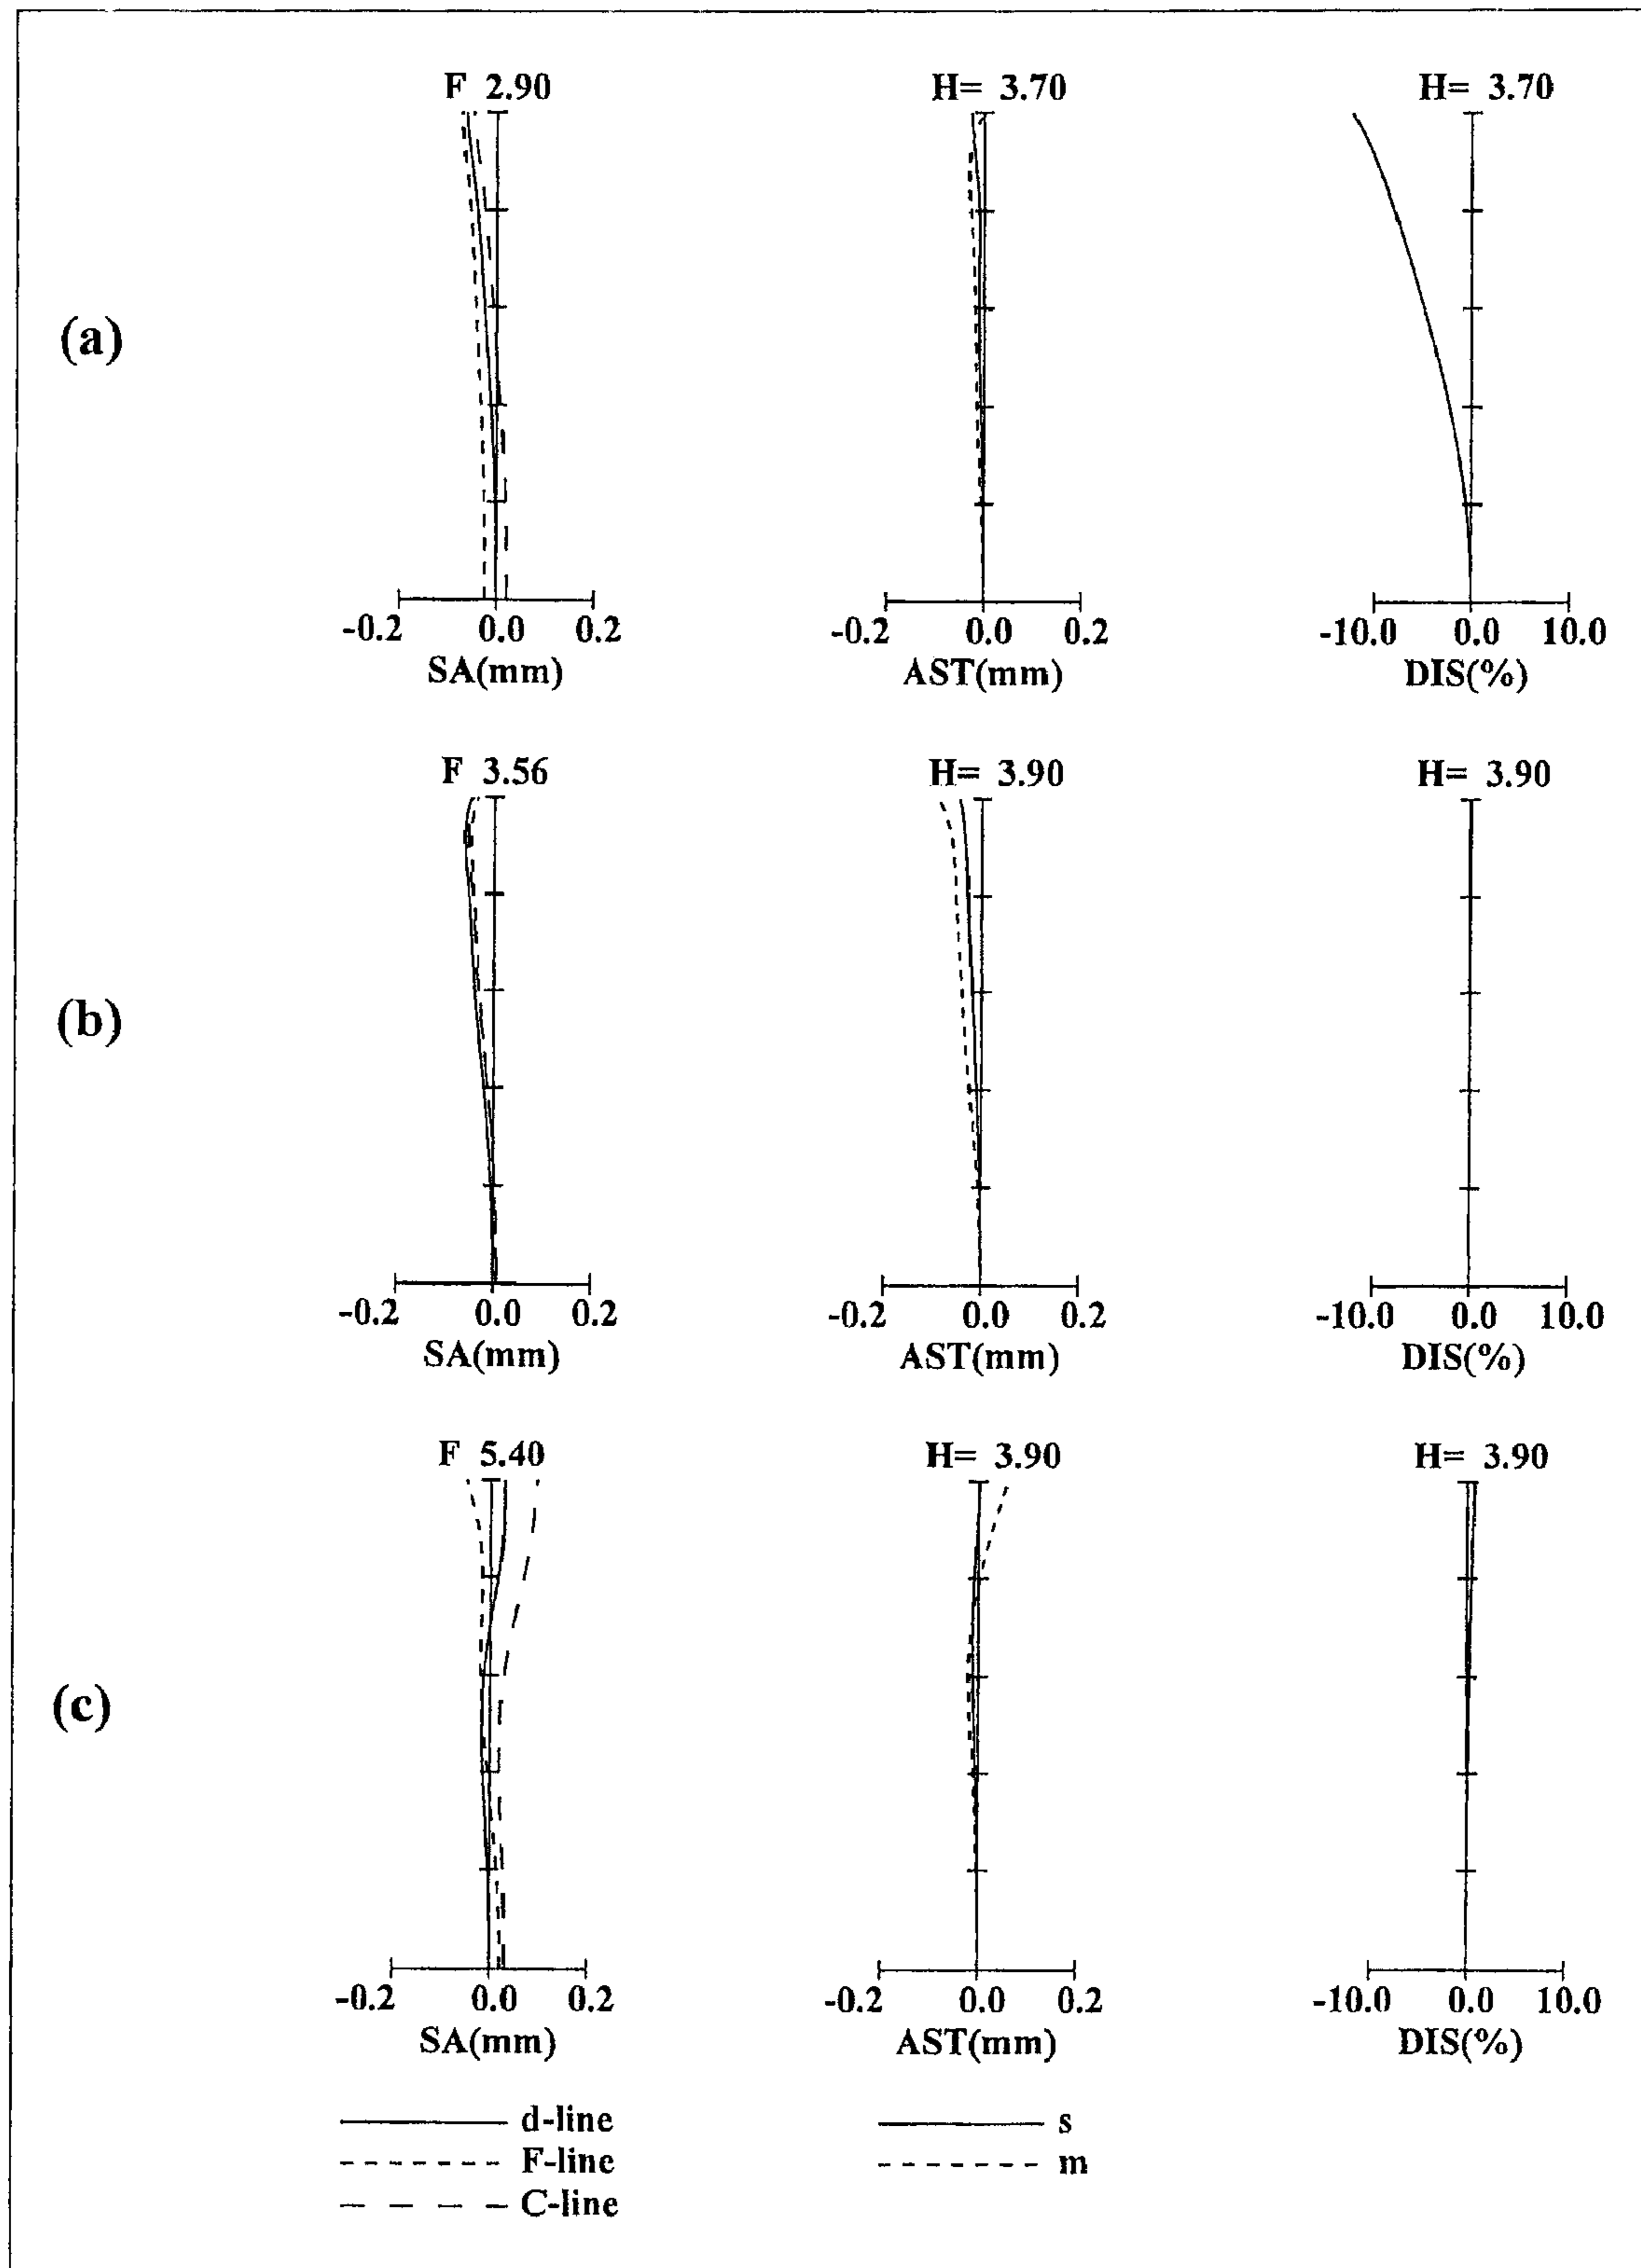 F 2.90 H= 3.70 H= 3.70
(a)
-0.2 0.0 0.2 -0.2 0.0 0.2 -10.0 0.0 10.0
SA(mm) AST(mm) DIS(%)
F 3.56 H= 3.90 H= 3.90
(b)
-0.2 0.0 0.2 -0.2 0.0 0.2 -10.0 0.0 10.0
SA(mm) AST(mm) DIS(%)
F 5.40 H= 3.90 H= 3.90
(c)
-0.2 0.0 0.2 -0.2 0.0 0.2 -10.0 0.0 10.0
SA(mm) AST(mm) DIS(%)
d-line s
F-line m
C-line